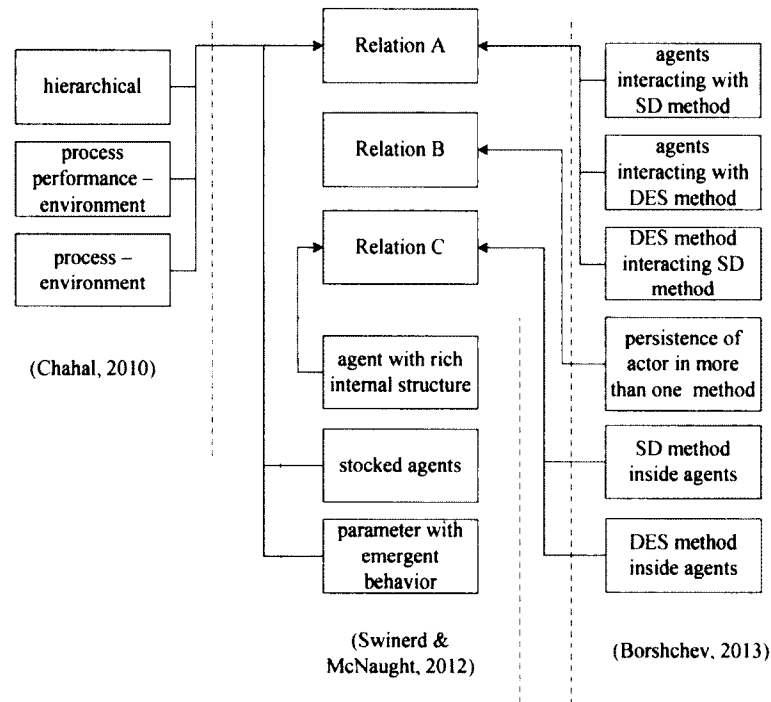 hierarchical
process
performance –
environment
process –
environment
(Chahal, 2010)
Relation A
Relation B
Relation C
agent with rich
internal structure
stocked agents
parameter with
emergent
behavior
(Swinerd &
McNaught, 2012)
agents
interacting with
SD method
agents
interacting with
DES method
DES method
interacting SD
method
persistence of
actor in more
than one method
SD method
inside agents
DES method
inside agents
(Borshchev, 2013)